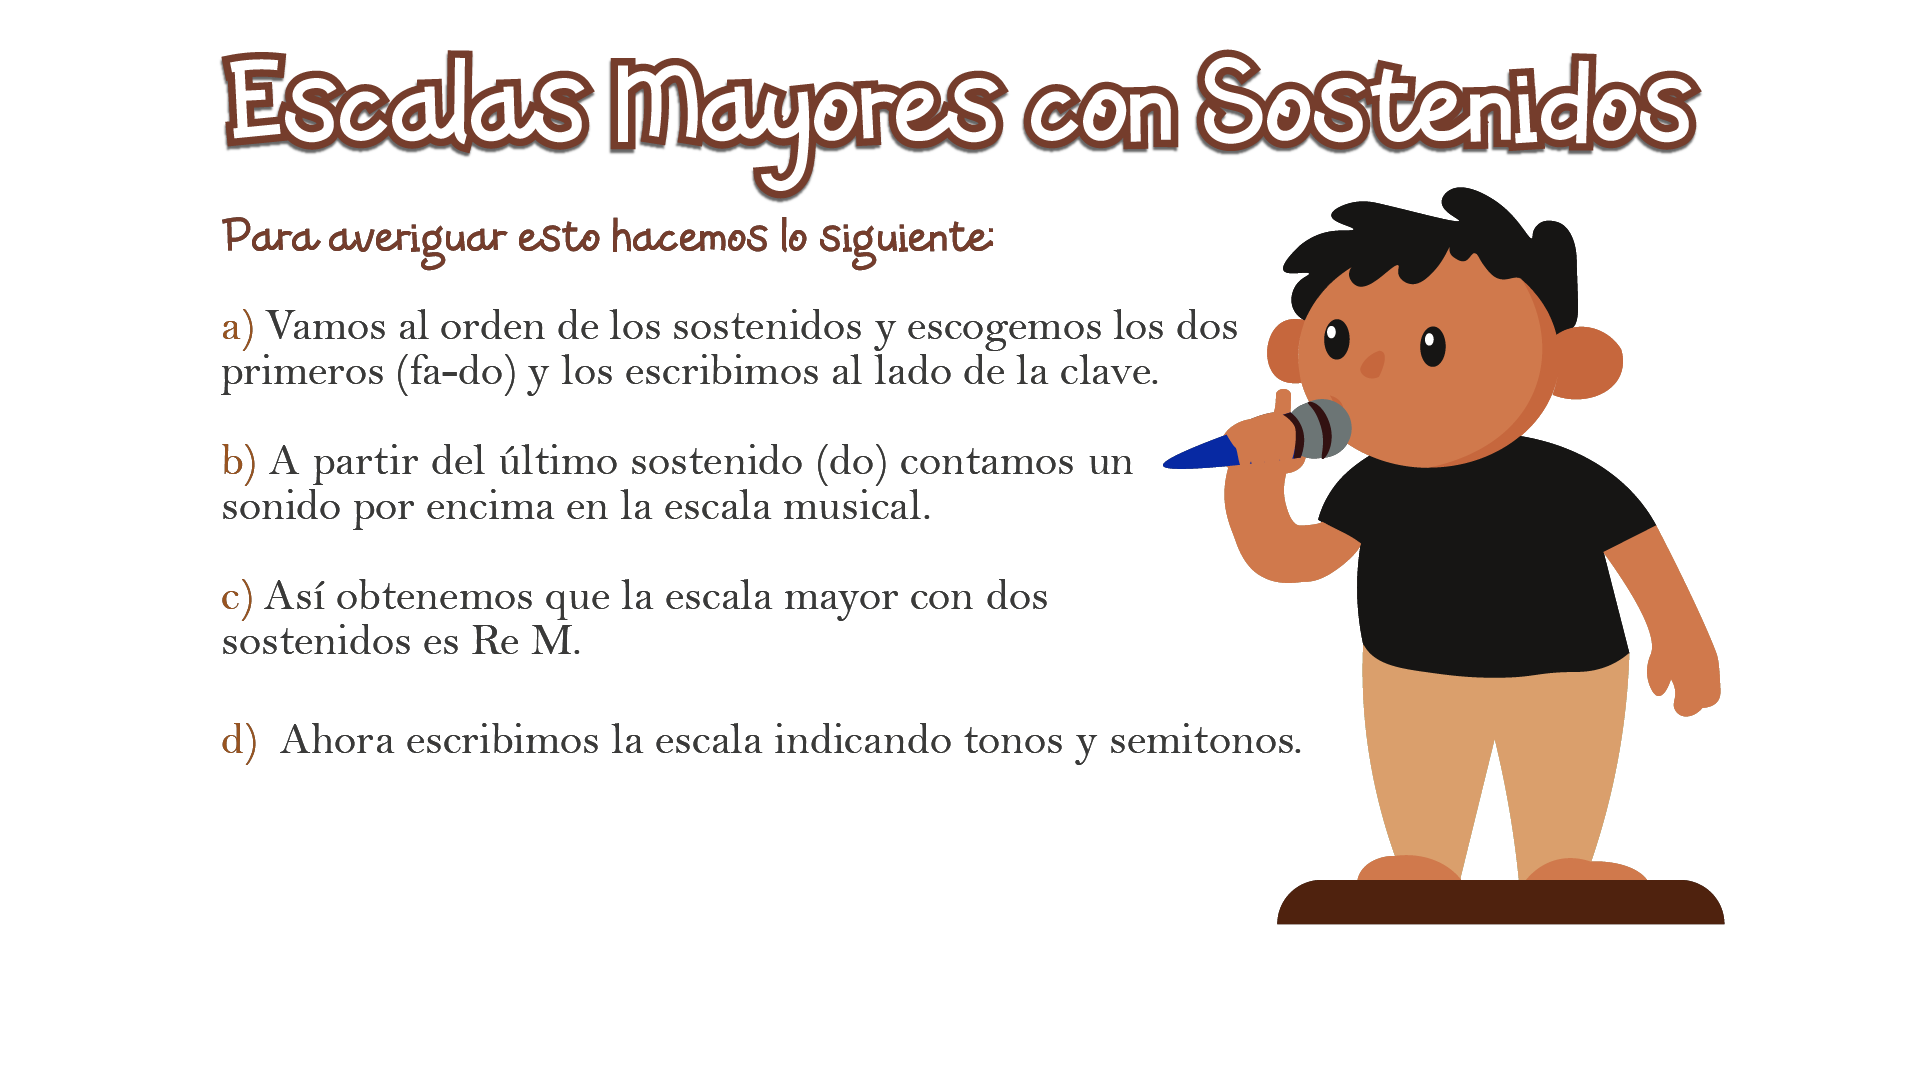 Escalas Mayores con Sostenidos
Para averiguar esto hacemos lo siguiente:
a) Vamos al orden de los sostenidos y escogemos los dos
primeros (fa-do) y los escribimos al lado de la clave.
b) A partir del último sostenido (do) contamos un
sonido por encima en la escala musical.
c) Así obtenemos que la escala mayor con dos
sostenidos es Re M.
d) Ahora escribimos la escala indicando tonos y semitonos.